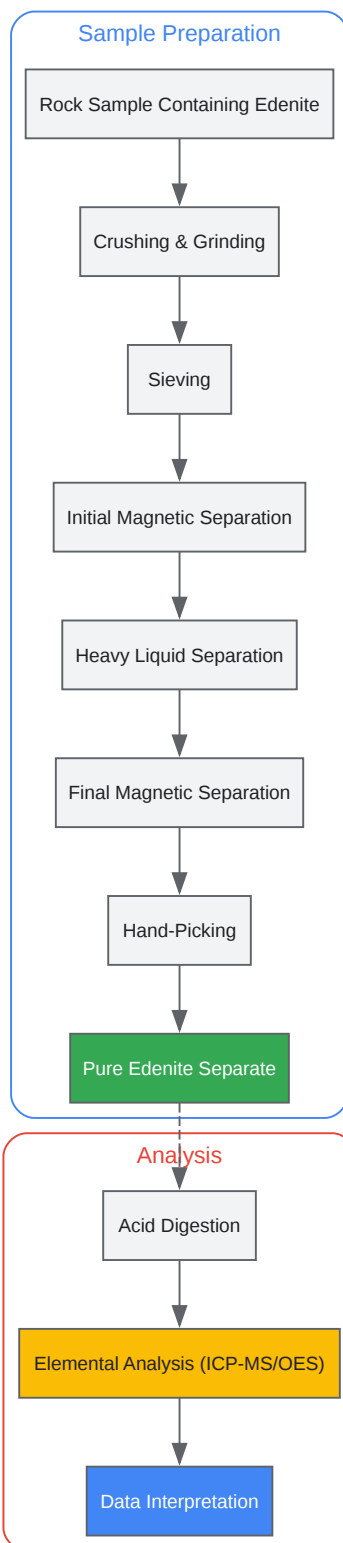 Sample Preparation
Rock Sample Containing Edenite
Crushing & Grinding
Sieving
Initial Magnetic Separation
Heavy Liquid Separation
Final Magnetic Separation
Hand-Picking
Pure Edenite Separate
Analysis
Acid Digestion
Elemental Analysis (ICP-MS/OES)
Data Interpretation